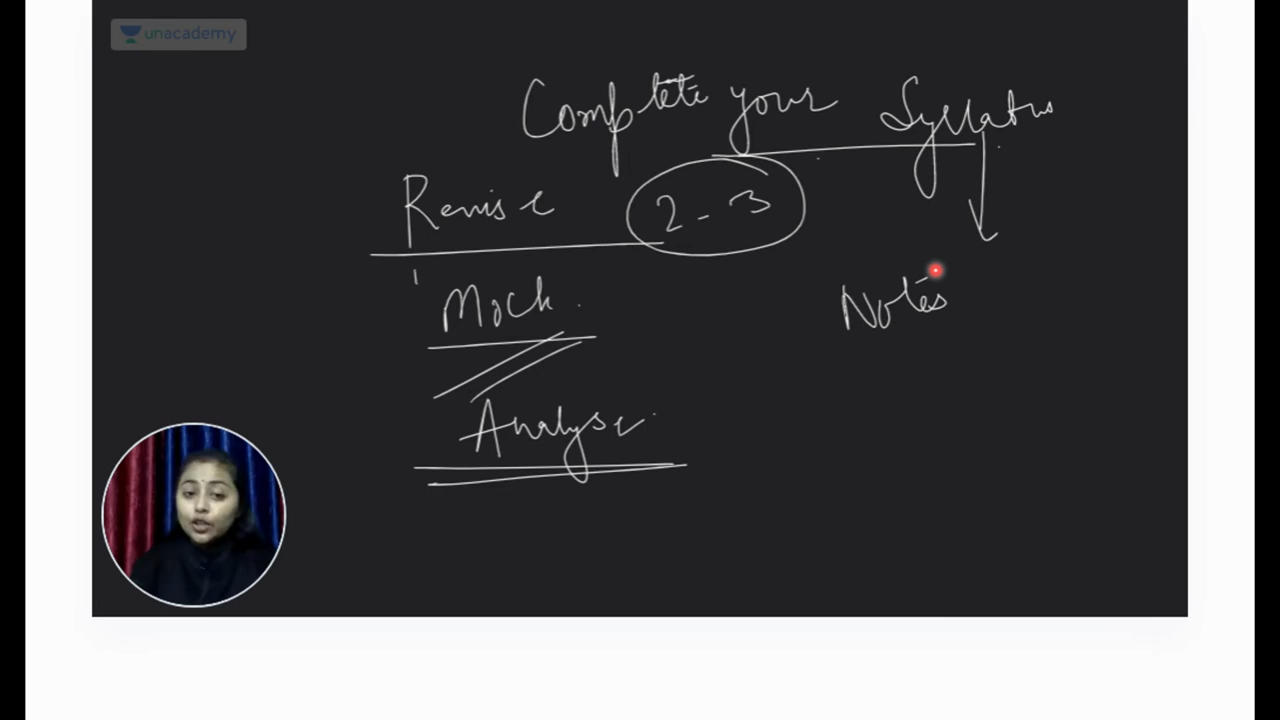 unacademy
Complete your Syllabus
Revise 2-3
Mock
Notes
Analyse